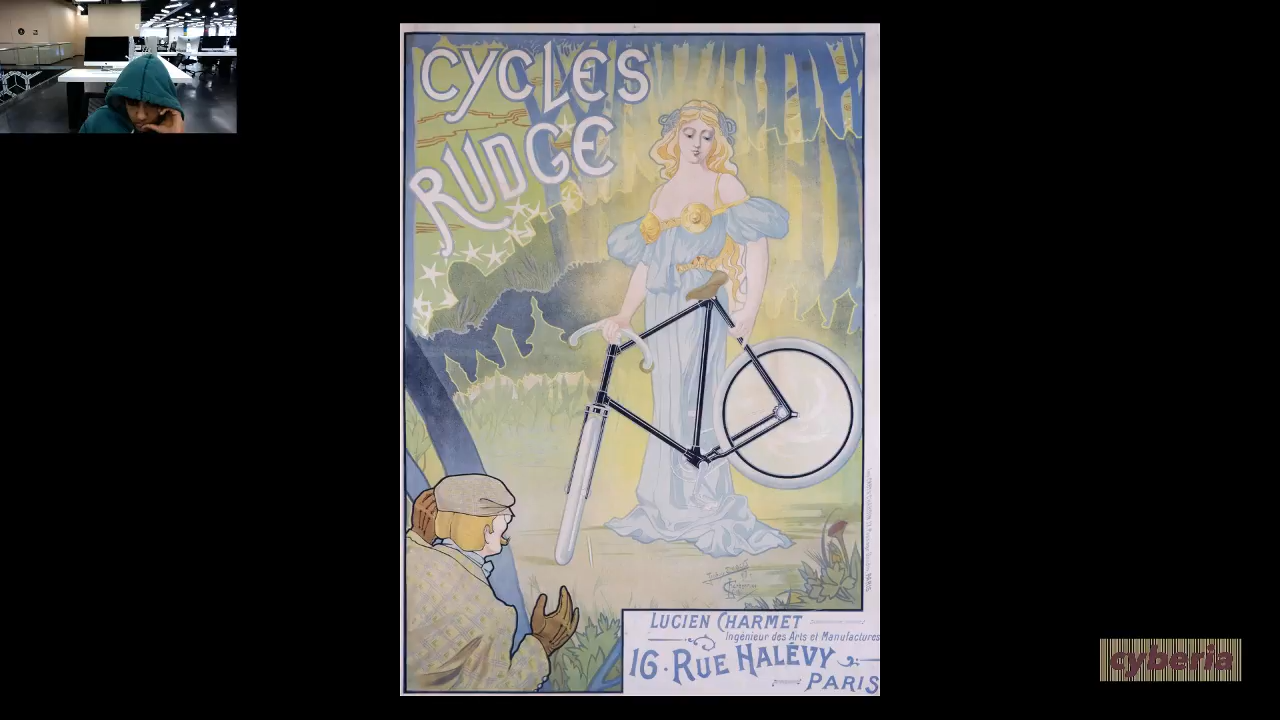 CYCLES
RUDGE
LUCIEN CHARMET
Ingénieur des Arts et Manufactures
16 · RUE HALÉVY
PARIS
cyberia